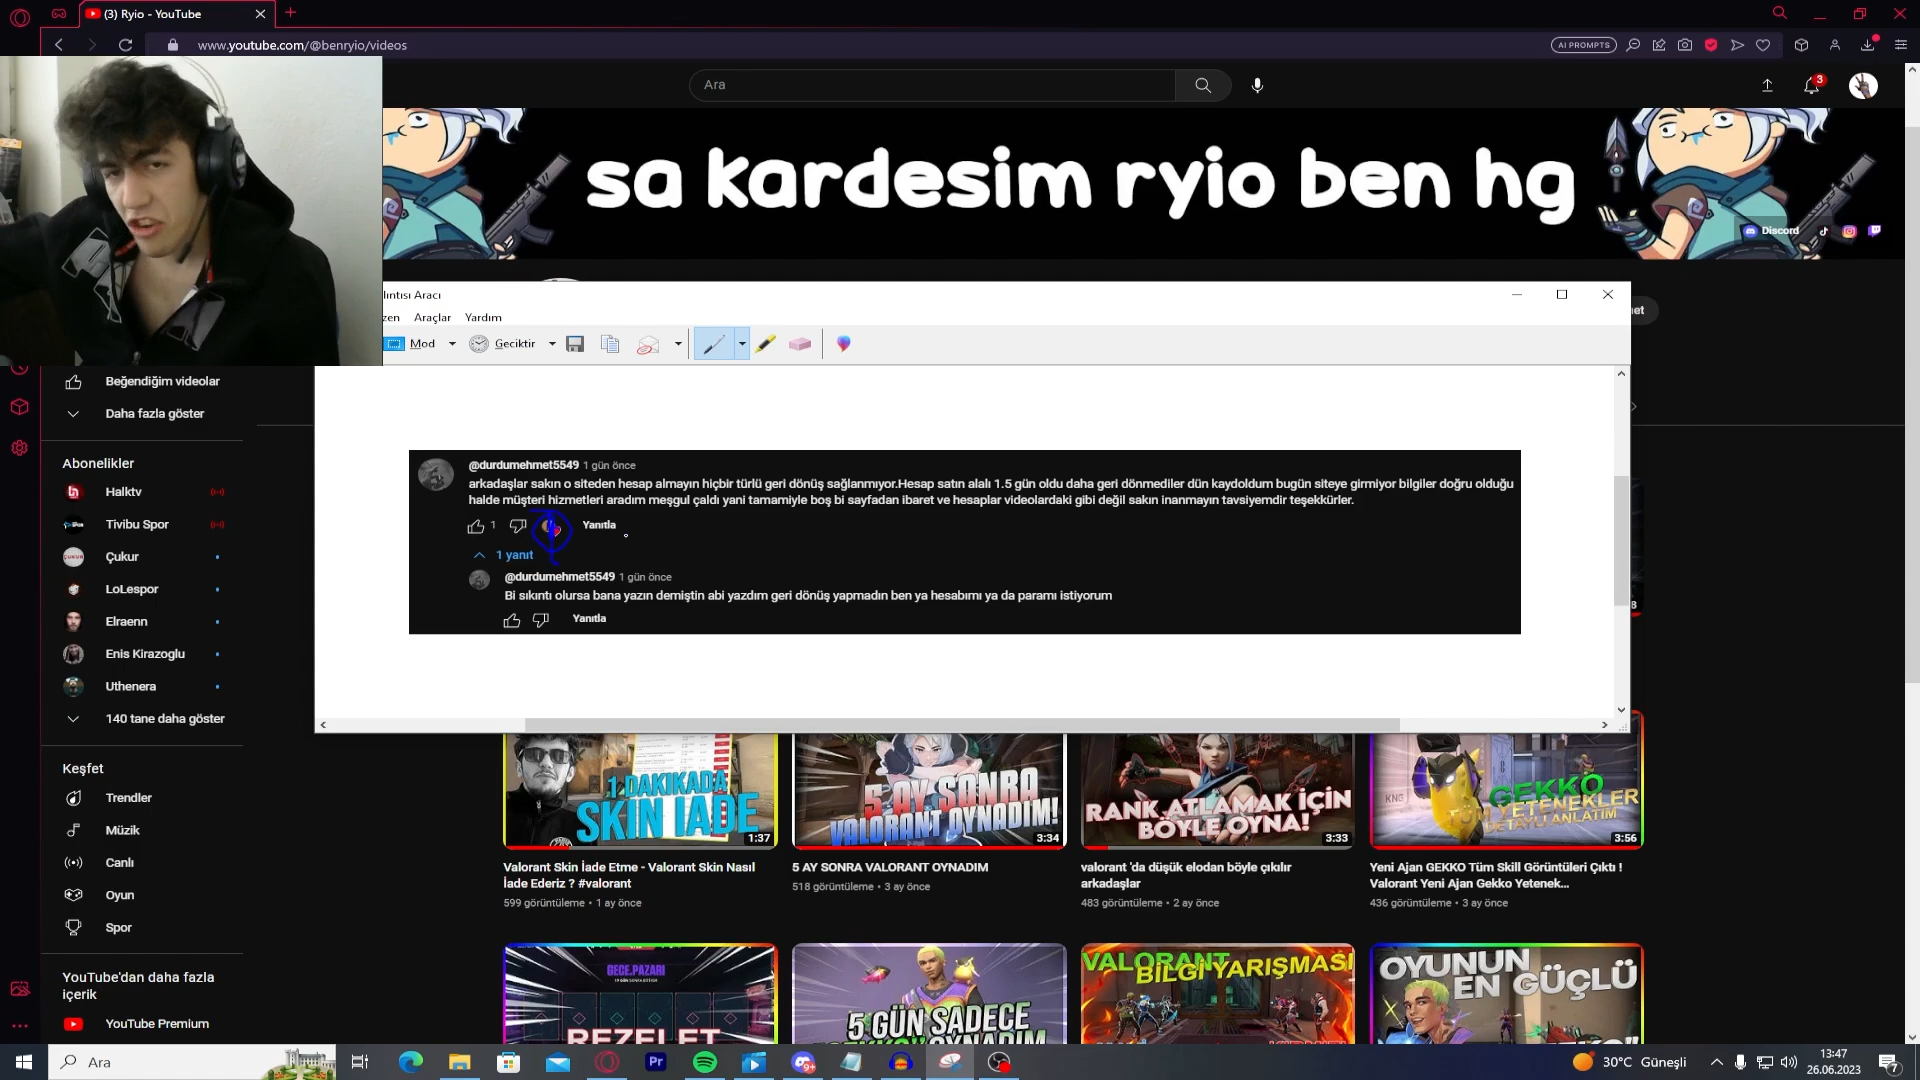 (3) Ryio - YouTube
www.youtube.com/@benryio/videos
AI PROMPTS
Ara
3
sa kardesim ryio ben hg
Discord
Aracı
Araçlar
Yardım
Mod
Geciktir
Beğendiğim videolar
Daha fazla göster
Abonelikler
Halktv
Tivibu Spor
Çukur
LoLespor
Elraenn
Enis Kirazoglu
Uthenera
140 tane daha göster
Keşfet
Trendler
Müzik
Canlı
Oyun
Spor
YouTube'dan daha fazla
içerik
YouTube Premium
@durdumehmet5549 1 gün önce
arkadaşlar sakın o siteden hesap almayın hiçbir türlü geri dönüş sağlanmıyor.Hesap satın alalı 1.5 gün oldu daha geri dönmediler dün kaydoldum bugün siteye girmiyor bilgiler doğru olduğu
halde müşteri hizmetleri aradım meşgul çaldı yani tamamiyle boş bi sayfadan ibaret ve hesaplar videolardaki gibi değil sakın inanmayın tavsiyemdir teşekkürler.
1
Yanıtla
1 yanıt
@durdumehmet5549 1 gün önce
Bi sıkıntı olursa bana yazın demiştin abi yazdım geri dönüş yapmadın ben ya hesabımı ya da paramı istiyorum
Yanıtla
1 DAKIKADA
SKIN IADE
1:37
5 AY SONRA
VALORANT OYNADIM!
3:34
RANK ATLAMAK İÇİN
BÖYLE OYNA!
3:33
GEKKO
TÜM YETENEKLER
DETAYLI ANLATIM
3:56
Valorant Skin İade Etme - Valorant Skin Nasıl
İade Ederiz ? #valorant
599 görüntüleme • 1 ay önce
5 AY SONRA VALORANT OYNADIM
518 görüntüleme • 3 ay önce
valorant 'da düşük elodan böyle çıkılır
arkadaşlar
483 görüntüleme • 2 ay önce
Yeni Ajan GEKKO Tüm Skill Görüntüleri Çıktı !
Valorant Yeni Ajan Gekko Yetenek...
436 görüntüleme • 3 ay önce
GECE.PAZARI
REZELET
5 GÜN SADECE
VALORANT
BİLGİ YARIŞMASI
OYUNUN
EN GÜÇLÜ
Ara
Pr
9+
30°C Güneşli
13:47
26.06.2023
7